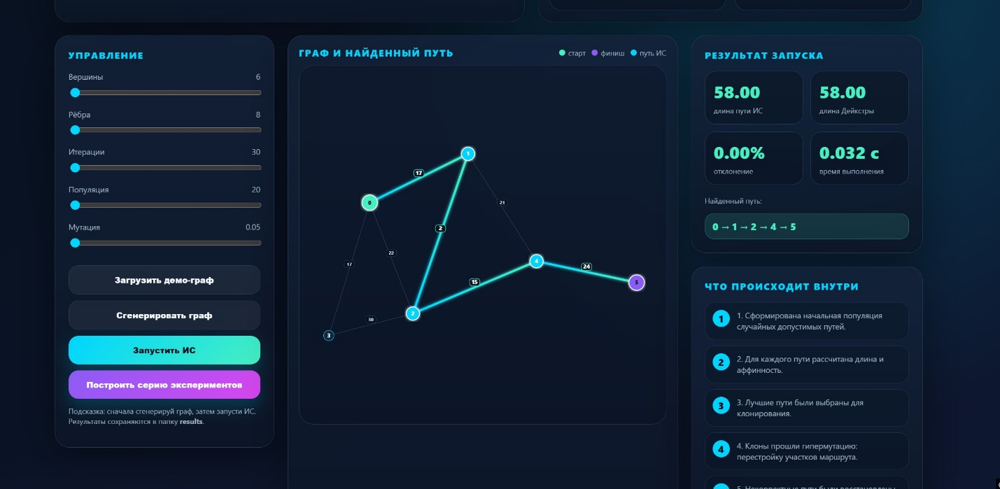 УПРАВЛЕНИЕ
Вершины 6
Рёбра 8
Итерации 30
Популяция 20
Мутация 0.05
Загрузить демо-граф
Сгенерировать граф
Запустить ИС
Построить серию экспериментов
Подсказка: сначала сгенерируй граф, затем запусти ИС.
Результаты сохраняются в папку results.
ГРАФ И НАЙДЕННЫЙ ПУТЬ
старт финиш путь ИС
1
17
0
21
2
22
4
17
24
15
5
2
30
3
РЕЗУЛЬТАТ ЗАПУСКА
58.00
длина пути ИС
58.00
длина Дейкстры
0.00%
отклонение
0.032 с
время выполнения
Найденный путь:
0 → 1 → 2 → 4 → 5
ЧТО ПРОИСХОДИТ ВНУТРИ
1
1. Сформирована начальная популяция
случайных допустимых путей.
2
2. Для каждого пути рассчитана длина и
аффинность.
3
3. Лучшие пути были выбраны для
клонирования.
4
4. Клоны прошли гипермутацию:
перестройку участков маршрута.
5. Некорректные пути были восстановлены